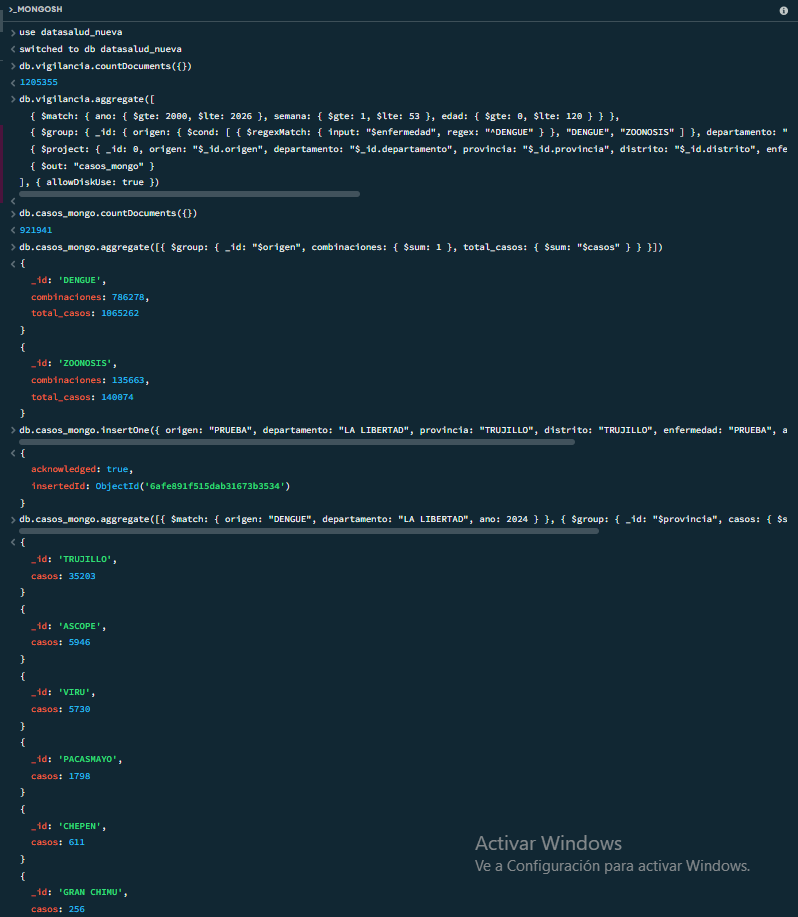 >_MONGOSH
> use datasalud_nueva
< switched to db datasalud_nueva
> db.vigilancia.countDocuments({})
< 1205355
> db.vigilancia.aggregate([
{ $match: { ano: { $gte: 2000, $lte: 2026 }, semana: { $gte: 1, $lte: 53 }, edad: { $gte: 0, $lte: 120 } } },
{ $group: { _id: { origen: { $cond: [ { $regexMatch: { input: "$enfermedad", regex: "^DENGUE" } }, "DENGUE", "ZOONOSIS" ] }, departamento: "
{ $project: { _id: 0, origen: "$_id.origen", departamento: "$_id.departamento", provincia: "$_id.provincia", distrito: "$_id.distrito", enfe
{ $out: "casos_mongo" }
], { allowDiskUse: true })
<
> db.casos_mongo.countDocuments({})
< 921941
> db.casos_mongo.aggregate([{ $group: { _id: "$origen", combinaciones: { $sum: 1 }, total_casos: { $sum: "$casos" } } }])
< {
_id: 'DENGUE',
combinaciones: 786278,
total_casos: 1065262
}
{
_id: 'ZOONOSIS',
combinaciones: 135663,
total_casos: 140074
}
> db.casos_mongo.insertOne({ origen: "PRUEBA", departamento: "LA LIBERTAD", provincia: "TRUJILLO", distrito: "TRUJILLO", enfermedad: "PRUEBA", a
< {
acknowledged: true,
insertedId: ObjectId('6afe891f515dab31673b3534')
}
> db.casos_mongo.aggregate([{ $match: { origen: "DENGUE", departamento: "LA LIBERTAD", ano: 2024 } }, { $group: { _id: "$provincia", casos: { $s
< {
_id: 'TRUJILLO',
casos: 35203
}
{
_id: 'ASCOPE',
casos: 5946
}
{
_id: 'VIRU',
casos: 5730
}
{
_id: 'PACASMAYO',
casos: 1798
}
{
_id: 'CHEPEN',
casos: 611
}
{
_id: 'GRAN CHIMU',
casos: 256
Activar Windows
Ve a Configuración para activar Windows.